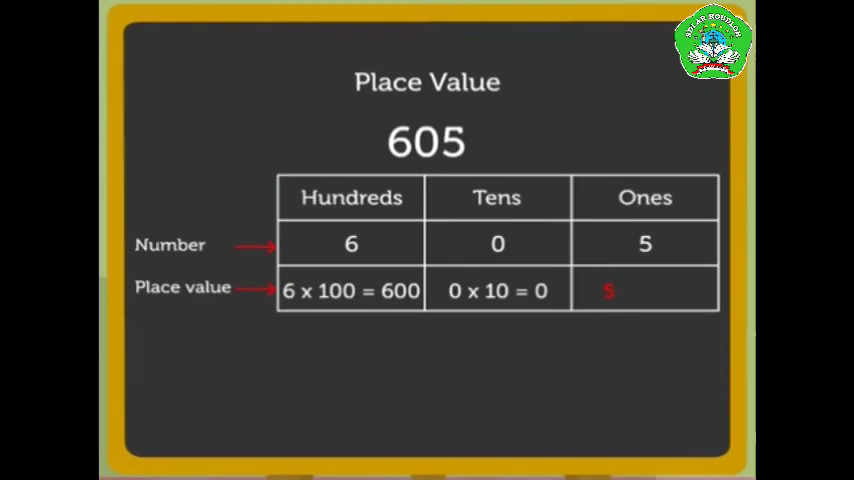 Place Value
605
Hundreds Tens Ones
Number 6 0 5
Place value 6 x 100 = 600 0 x 10 = 0 5